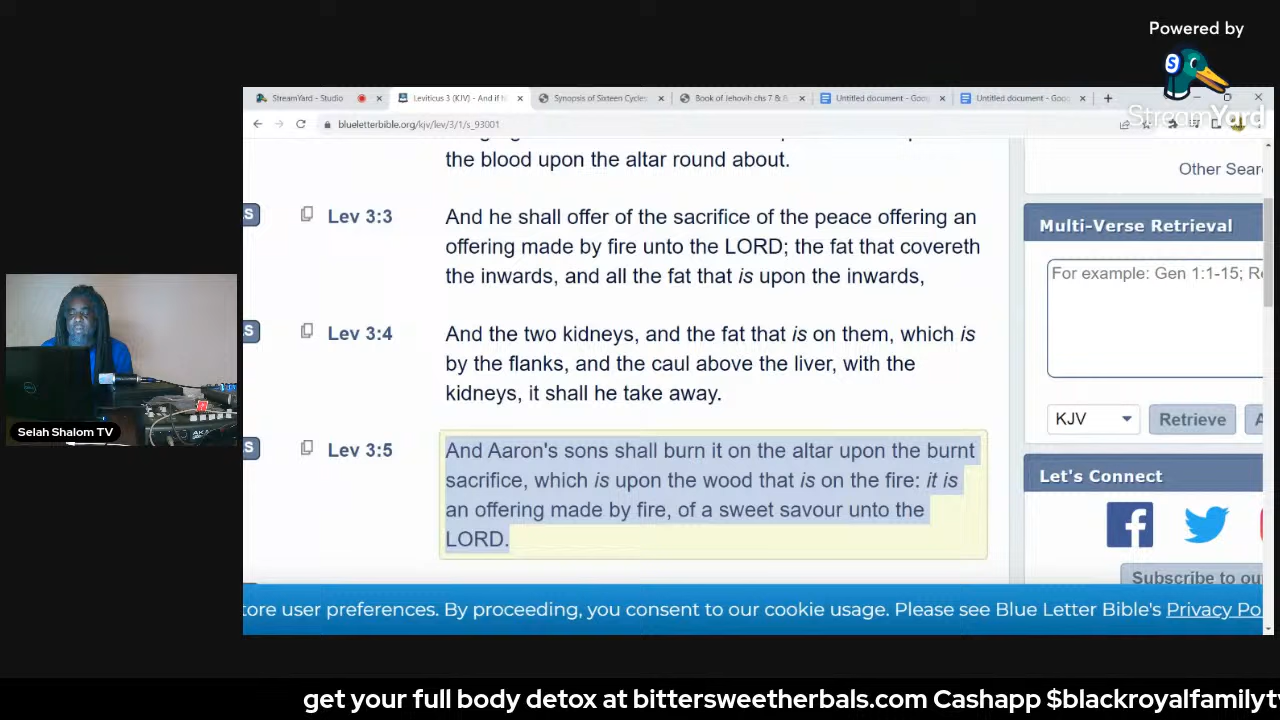 Powered by
StreamYard
StreamYard - Studio
Leviticus 3 (KJV) - And if h
Synopsis of Sixteen Cycles
Book of Jehovih chs 7 & 8
Untitled document - Goog
Untitled document - Goog
blueletterbible.org/kjv/lev/3/1/s_93001
the blood upon the altar round about.
Lev 3:3
And he shall offer of the sacrifice of the peace offering an
offering made by fire unto the LORD; the fat that covereth
the inwards, and all the fat that is upon the inwards,
Lev 3:4
And the two kidneys, and the fat that is on them, which is
by the flanks, and the caul above the liver, with the
kidneys, it shall he take away.
Lev 3:5
And Aaron's sons shall burn it on the altar upon the burnt
sacrifice, which is upon the wood that is on the fire: it is
an offering made by fire, of a sweet savour unto the
LORD.
Other Sear
Multi-Verse Retrieval
For example: Gen 1:1-15; Re
KJV
Retrieve
Let's Connect
Subscribe to ou
Selah Shalom TV
tore user preferences. By proceeding, you consent to our cookie usage. Please see Blue Letter Bible's Privacy Po
get your full body detox at bittersweetherbals.com Cashapp $blackroyalfamilyt